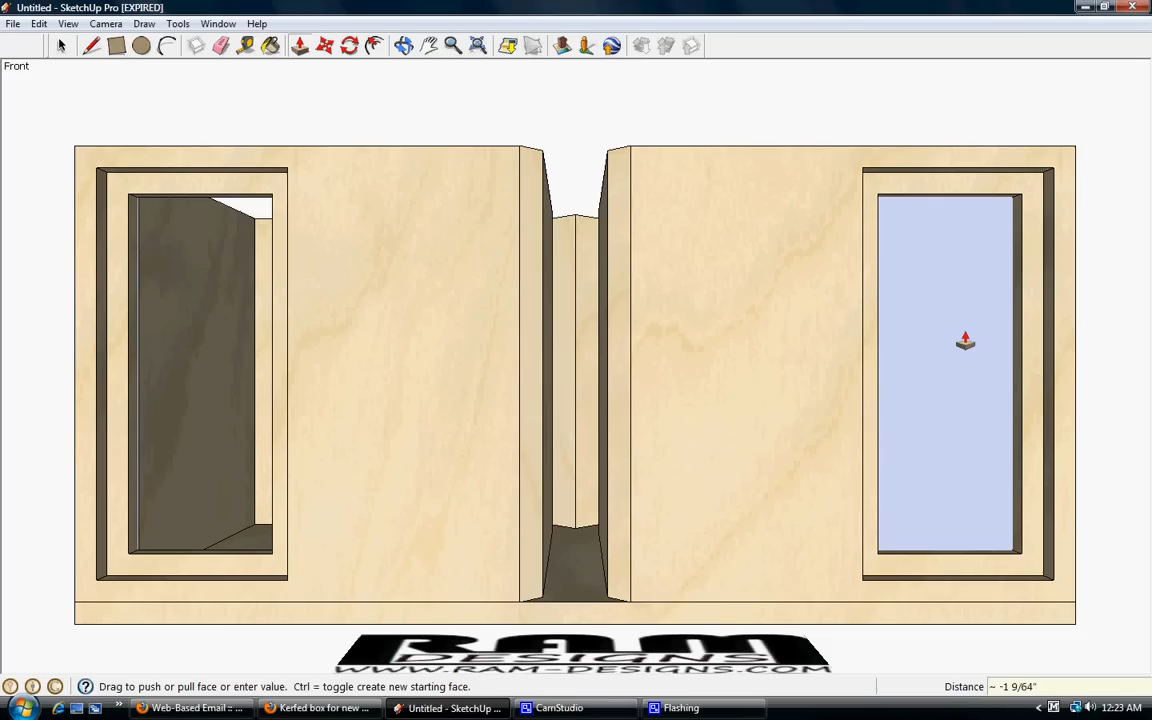 Untitled - SketchUp Pro [EXPIRED]
File Edit View Camera Draw Tools Window Help
Front
RAM
DESIGNS
WWW.RAM-DESIGNS.COM
Drag to push or pull face or enter value. Ctrl = toggle create new starting face.
Distance ~ -1 9/64"
Web-Based Email :: ... Kerfed box for new ... Untitled - SketchUp ... CamStudio Flashing 12:23 AM